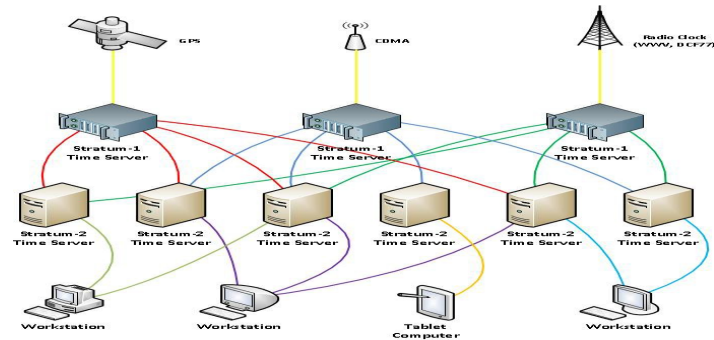 GPS
CDMA
Radio Clock
(WWV, DCF77)
Stratum-1
Time Server
Stratum-1
Time Server
Stratum-1
Time Server
Stratum-2
Time Server
Stratum-2
Time Server
Stratum-2
Time Server
Stratum-2
Time Server
Stratum-2
Time Server
Stratum-2
Time Server
Workstation
Workstation
Tablet
Computer
Workstation